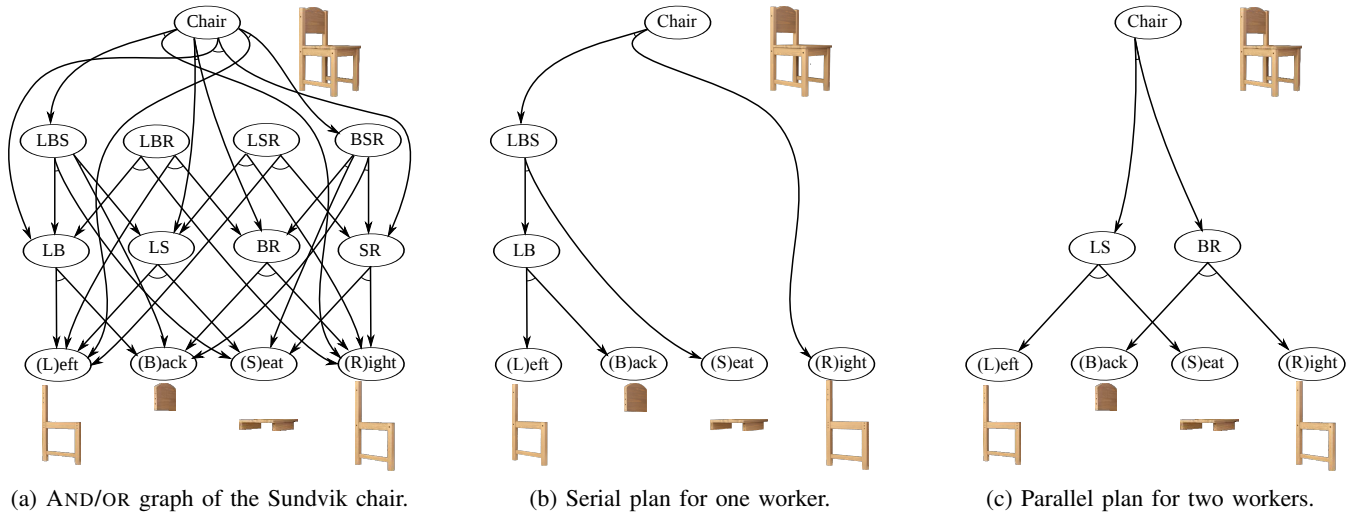 Chair
LBS
LBR
LSR
BSR
LB
LS
BR
SR
(L)eft
(B)ack
(S)eat
(R)ight
(a) AND/OR graph of the Sundvik chair.
Chair
LBS
LB
(L)eft
(B)ack
(S)eat
(R)ight
(b) Serial plan for one worker.
Chair
LS
BR
(L)eft
(B)ack
(S)eat
(R)ight
(c) Parallel plan for two workers.